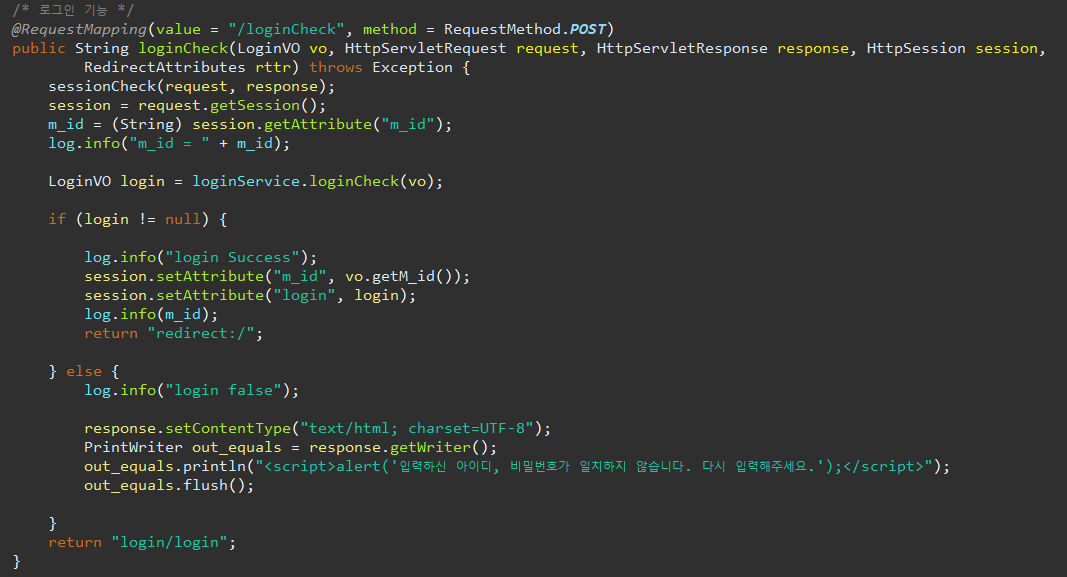 /* 로그인 기능 */
@RequestMapping(value = "/loginCheck", method = RequestMethod.POST)
public String loginCheck(LoginVO vo, HttpServletRequest request, HttpServletResponse response, HttpSession session,
        RedirectAttributes rttr) throws Exception {
    sessionCheck(request, response);
    session = request.getSession();
    m_id = (String) session.getAttribute("m_id");
    log.info("m_id = " + m_id);
    LoginVO login = loginService.loginCheck(vo);
    if (login != null) {
        log.info("login Success");
        session.setAttribute("m_id", vo.getM_id());
        session.setAttribute("login", login);
        log.info(m_id);
        return "redirect:/";
    } else {
        log.info("login false");
        response.setContentType("text/html; charset=UTF-8");
        PrintWriter out_equals = response.getWriter();
        out_equals.println("<script>alert('입력하신 아이디, 비밀번호가 일치하지 않습니다. 다시 입력해주세요.');</script>");
        out_equals.flush();
    }
    return "login/login";
}